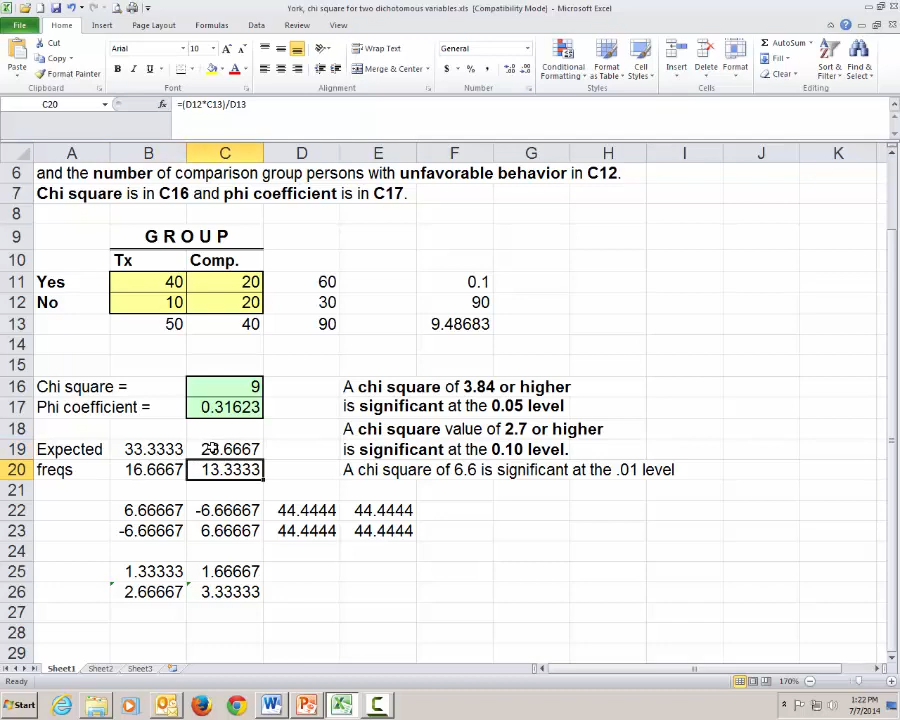 York, chi square for two dichotomous variables.xls [Compatibility Mode] - Microsoft Excel
File Home Insert Page Layout Formulas Data Review View
Paste Cut Copy Format Painter Clipboard
Arial 10 B I U A Font
Wrap Text Merge & Center Alignment
General $ % , Number
Conditional Formatting Format as Table Cell Styles Styles
Insert Delete Format Cells
Σ AutoSum Fill Clear Sort & Filter Find & Select Editing
C20 fx =(D12*C13)/D13
A B C D E F G H I J K
6 and the number of comparison group persons with unfavorable behavior in C12.
7 Chi square is in C16 and phi coefficient is in C17.
8
9 G R O U P
10 Tx Comp.
11 Yes 40 20 60 0.1
12 No 10 20 30 90
13 50 40 90 9.48683
14
15
16 Chi square = 9 A chi square of 3.84 or higher
17 Phi coefficient = 0.31623 is significant at the 0.05 level
18 A chi square value of 2.7 or higher
19 Expected 33.3333 is significant at the 0.10 level.
20 freqs 16.6667 13.3333 A chi square of 6.6 is significant at the .01 level
21
22 6.66667 -6.66667 44.4444 44.4444
23 -6.66667 6.66667 44.4444 44.4444
24
25 1.33333 1.66667
26 2.66667 3.33333
27
28
29
Sheet1 Sheet2 Sheet3
Ready 170%
Start 1:22 PM
7/7/2014